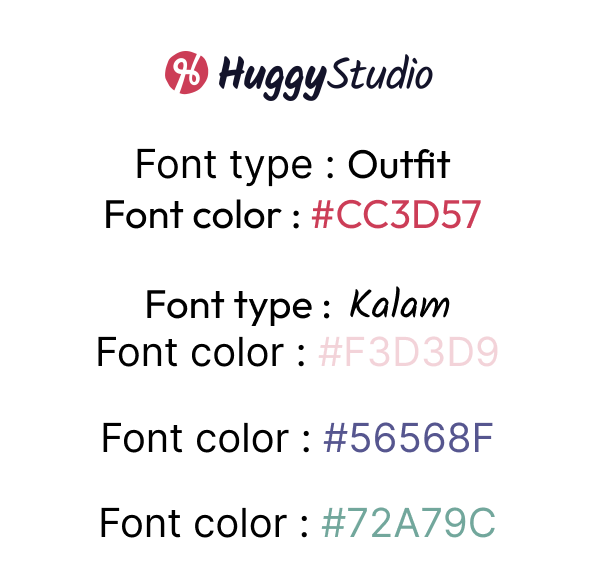 HuggyStudio
Font type : Outfit
Font color : #CC3D57
Font type : Kalam
Font color : #F3D3D9
Font color : #56568F
Font color : #72A79C